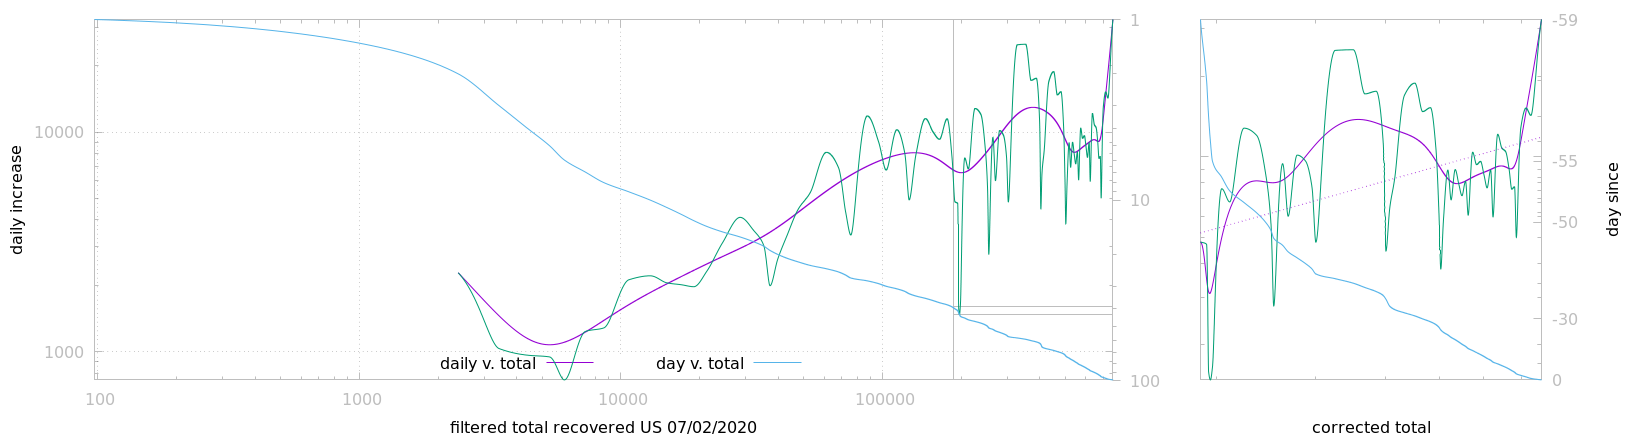 daily increase
10000
1000
100
1000
10000
100000
1
10
100
daily v. total
day v. total
filtered total recovered US 07/02/2020
-59
-55
-50
-30
0
day since
corrected total